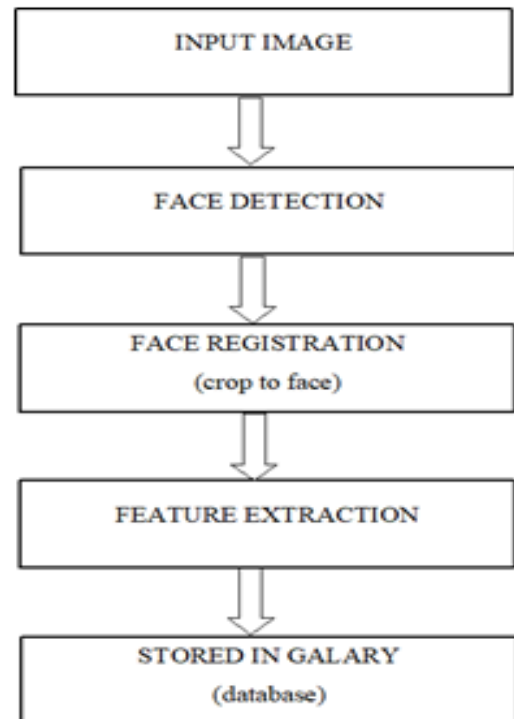 INPUT IMAGE
FACE DETECTION
FACE REGISTRATION
(crop to face)
FEATURE EXTRACTION
STORED IN GALARY
(database)